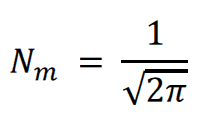 N_m = 1/√(2π)